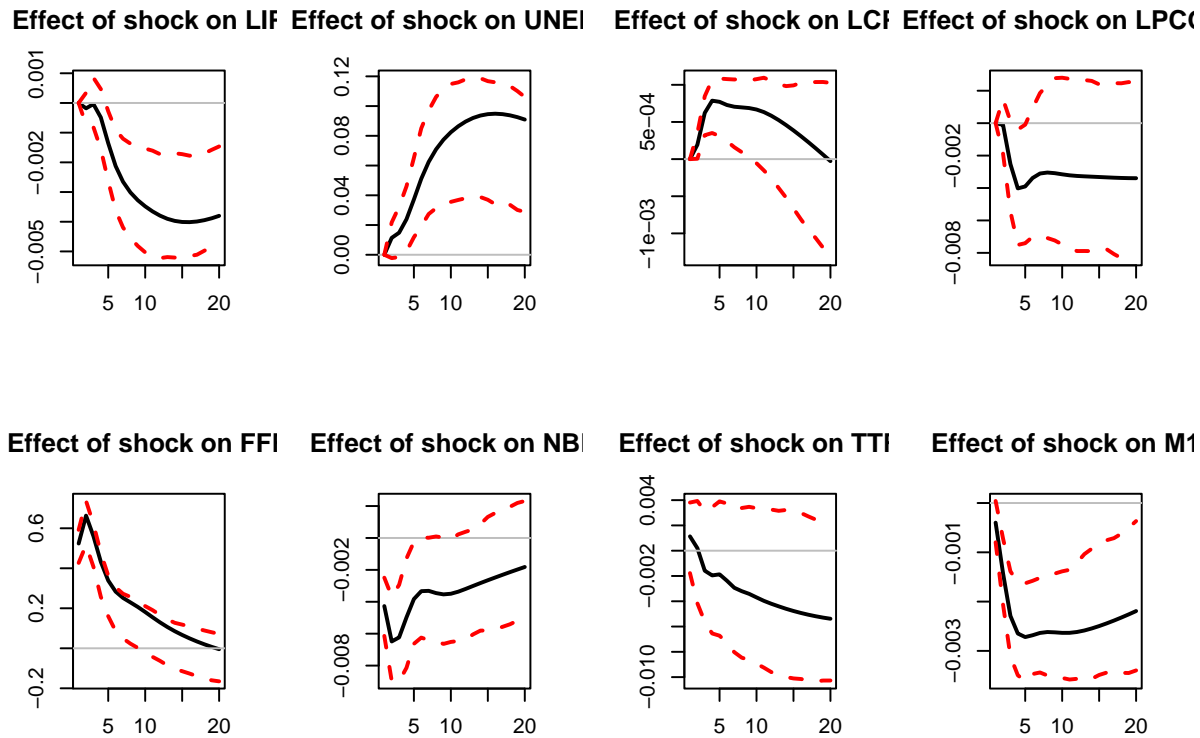 Effect of shock on LIF
0.001
−0.002
−0.005
5 10 20
Effect of shock on UNEI
0.12
0.08
0.04
0.00
5 10 20
Effect of shock on LCF
5e−04
−1e−03
5 10 20
Effect of shock on LPCC
−0.002
−0.008
5 10 20
Effect of shock on FFI
0.6
0.2
−0.2
5 10 20
Effect of shock on NBI
−0.002
−0.008
5 10 20
Effect of shock on TTF
0.004
−0.002
−0.010
5 10 20
Effect of shock on M1
−0.001
−0.003
5 10 20